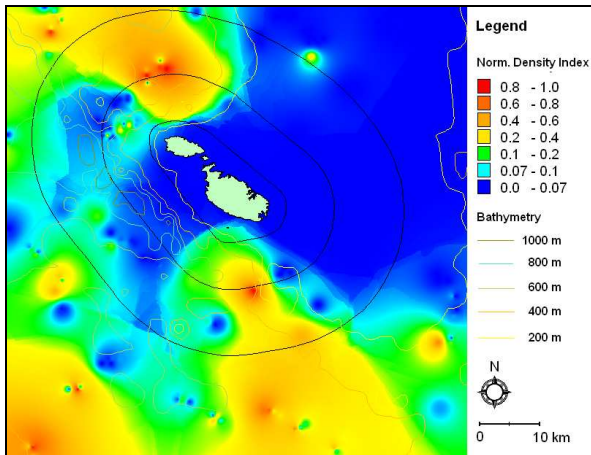 Legend
Norm. Density Index
0.8 - 1.0
0.6 - 0.8
0.4 - 0.6
0.2 - 0.4
0.1 - 0.2
0.07 - 0.1
0.0 - 0.07
Bathymetry
1000 m
800 m
600 m
400 m
200 m
N
0 10 km